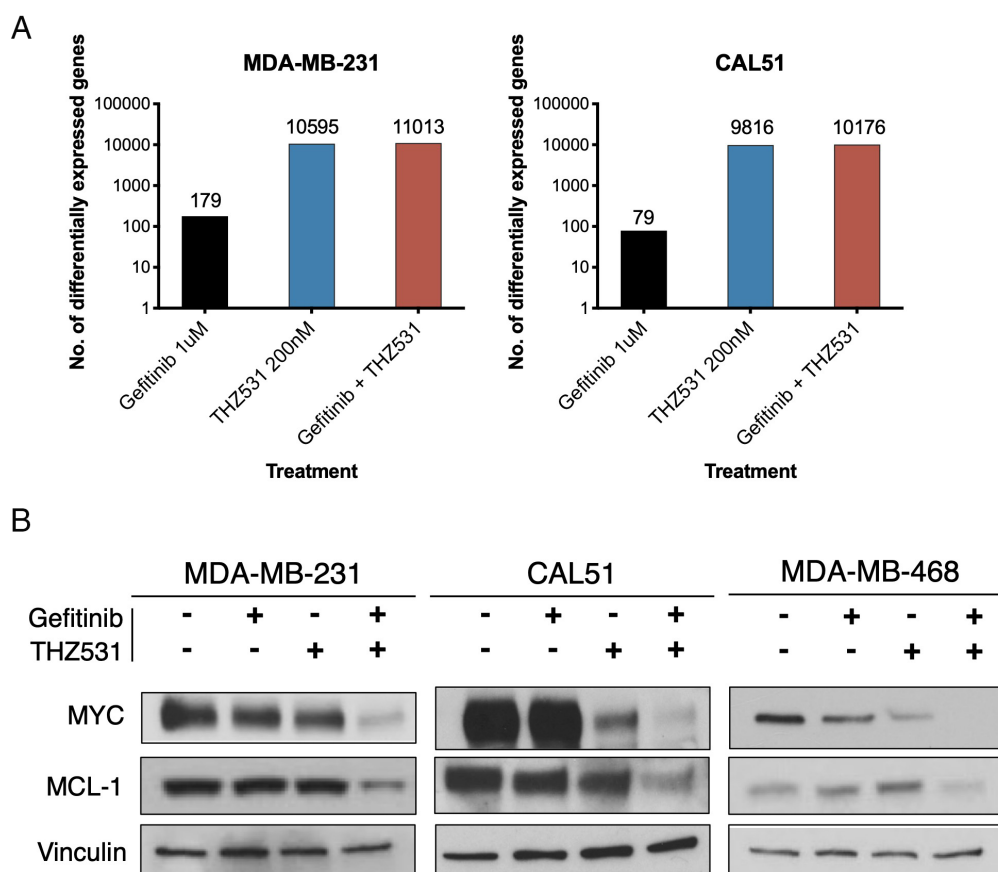 A
MDA-MB-231
No. of differentially expressed genes
100000
10000
1000
100
10
1
179
10595
11013
Gefitinib 1uM
THZ531 200nM
Gefitinib + THZ531
Treatment
CAL51
No. of differentially expressed genes
100000
10000
1000
100
10
1
79
9816
10176
Gefitinib 1uM
THZ531 200nM
Gefitinib + THZ531
Treatment
B
MDA-MB-231 CAL51 MDA-MB-468
Gefitinib - + - + - + - + - + - +
THZ531 - - + + - - + + - - + +
MYC
MCL-1
Vinculin